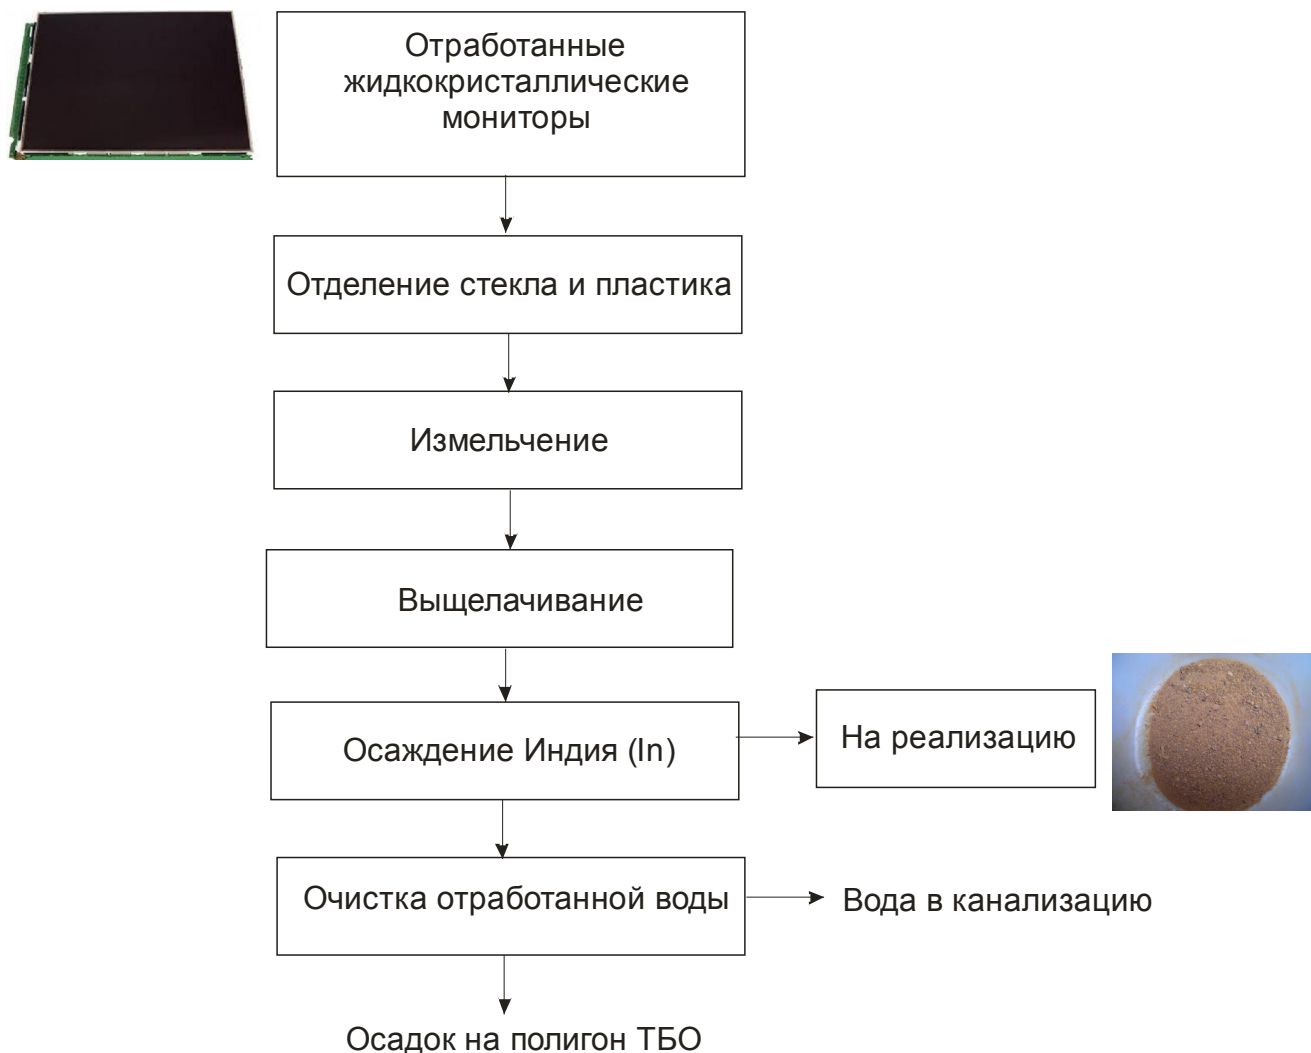 Отработанные
жидкокристаллические
мониторы
Отделение стекла и пластика
Измельчение
Выщелачивание
Осаждение Индия (In)
На реализацию
Очистка отработанной воды
Вода в канализацию
Осадок на полигон ТБО